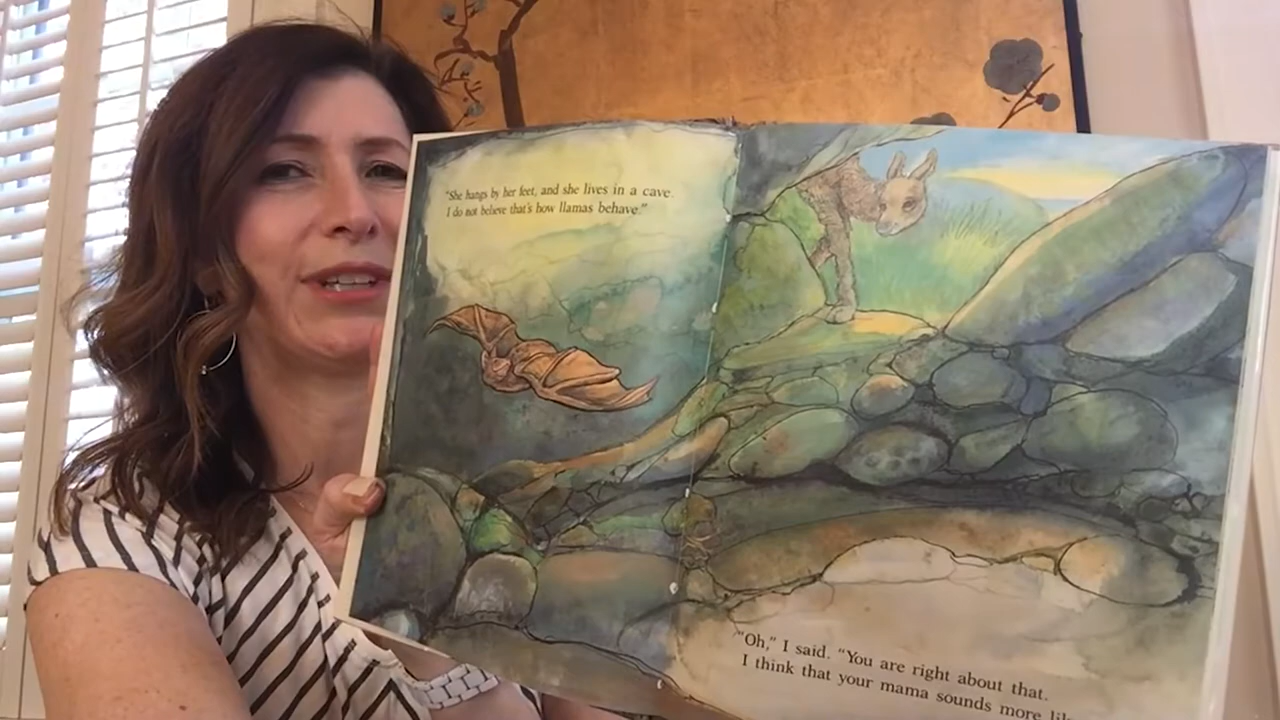 "She hangs by her feet, and she lives in a cave.
I do not believe that's how llamas behave."
"Oh," I said. "You are right about that.
I think that your mama sounds more